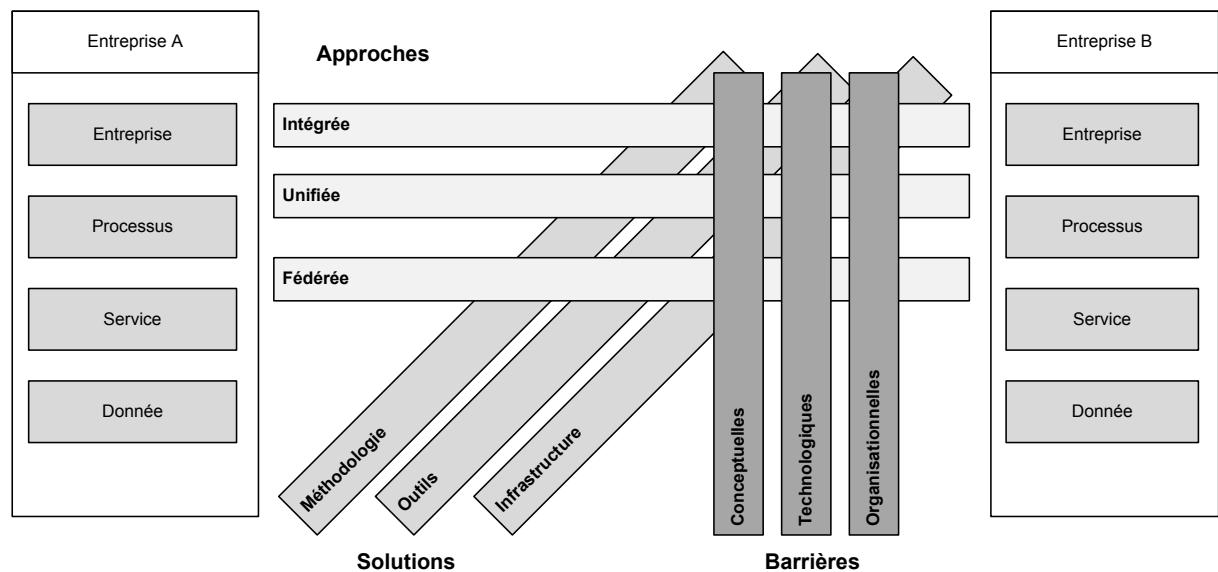 Entreprise A
Entreprise
Processus
Service
Donnée
Approches
Intégrée
Unifiée
Fédérée
Méthodologie
Outils
Infrastructure
Solutions
Conceptuelles
Technologiques
Organisationnelles
Barrières
Entreprise B
Entreprise
Processus
Service
Donnée